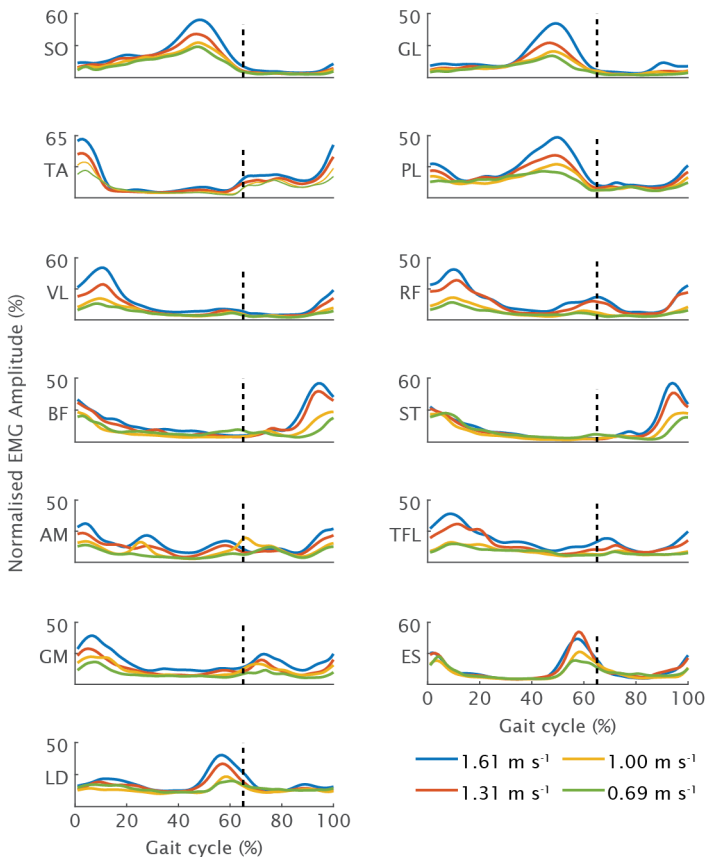 60
SO
50
GL
65
TA
50
PL
60
VL
50
RF
50
BF
60
ST
50
AM
50
TFL
50
GM
60
ES
0 20 40 60 80 100
Gait cycle (%)
50
LD
0 20 40 60 80 100
Gait cycle (%)
Normalised EMG Amplitude (%)
1.61 m s⁻¹ 1.00 m s⁻¹
1.31 m s⁻¹ 0.69 m s⁻¹